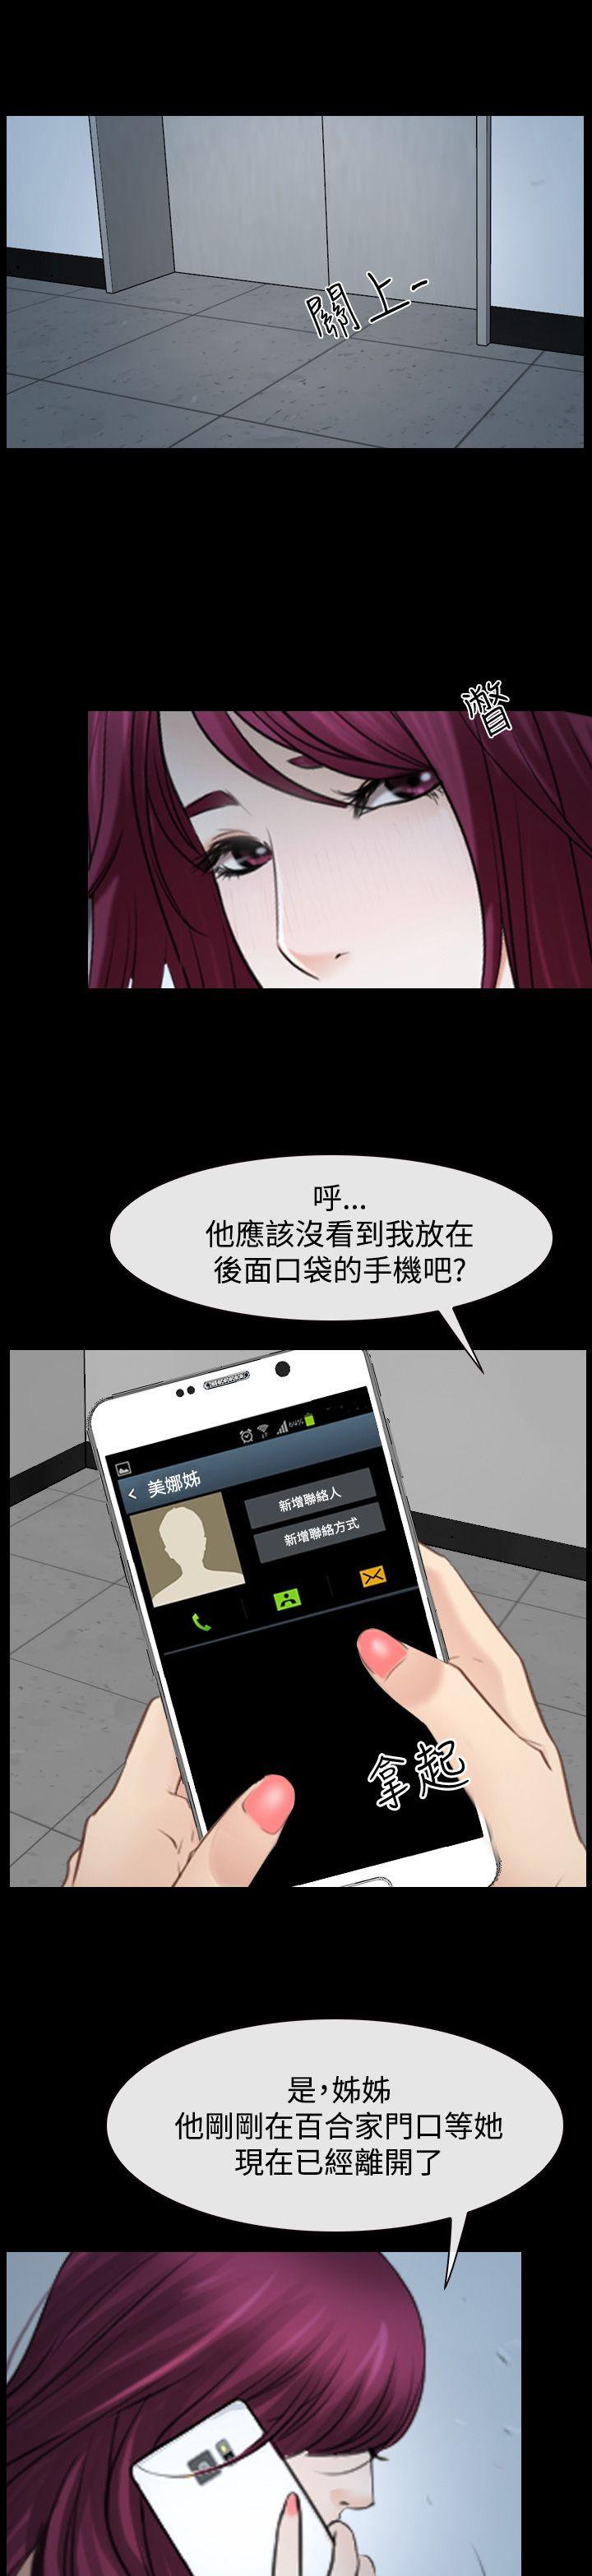 關上-
瞥
呼...
他應該沒看到我放在
後面口袋的手機吧?
64%
美娜姊
新增聯絡人
新增聯絡方式
拿起
是,姊姊
他剛剛在百合家門口等她
現在已經離開了